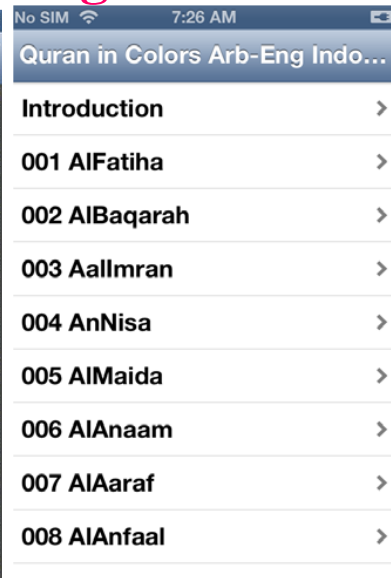 No SIM 7:26 AM
Quran in Colors Arb-Eng Indo...
Introduction
001 AlFatiha
002 AlBaqarah
003 AalImran
004 AnNisa
005 AlMaida
006 AlAnaam
007 AlAaraf
008 AlAnfaal